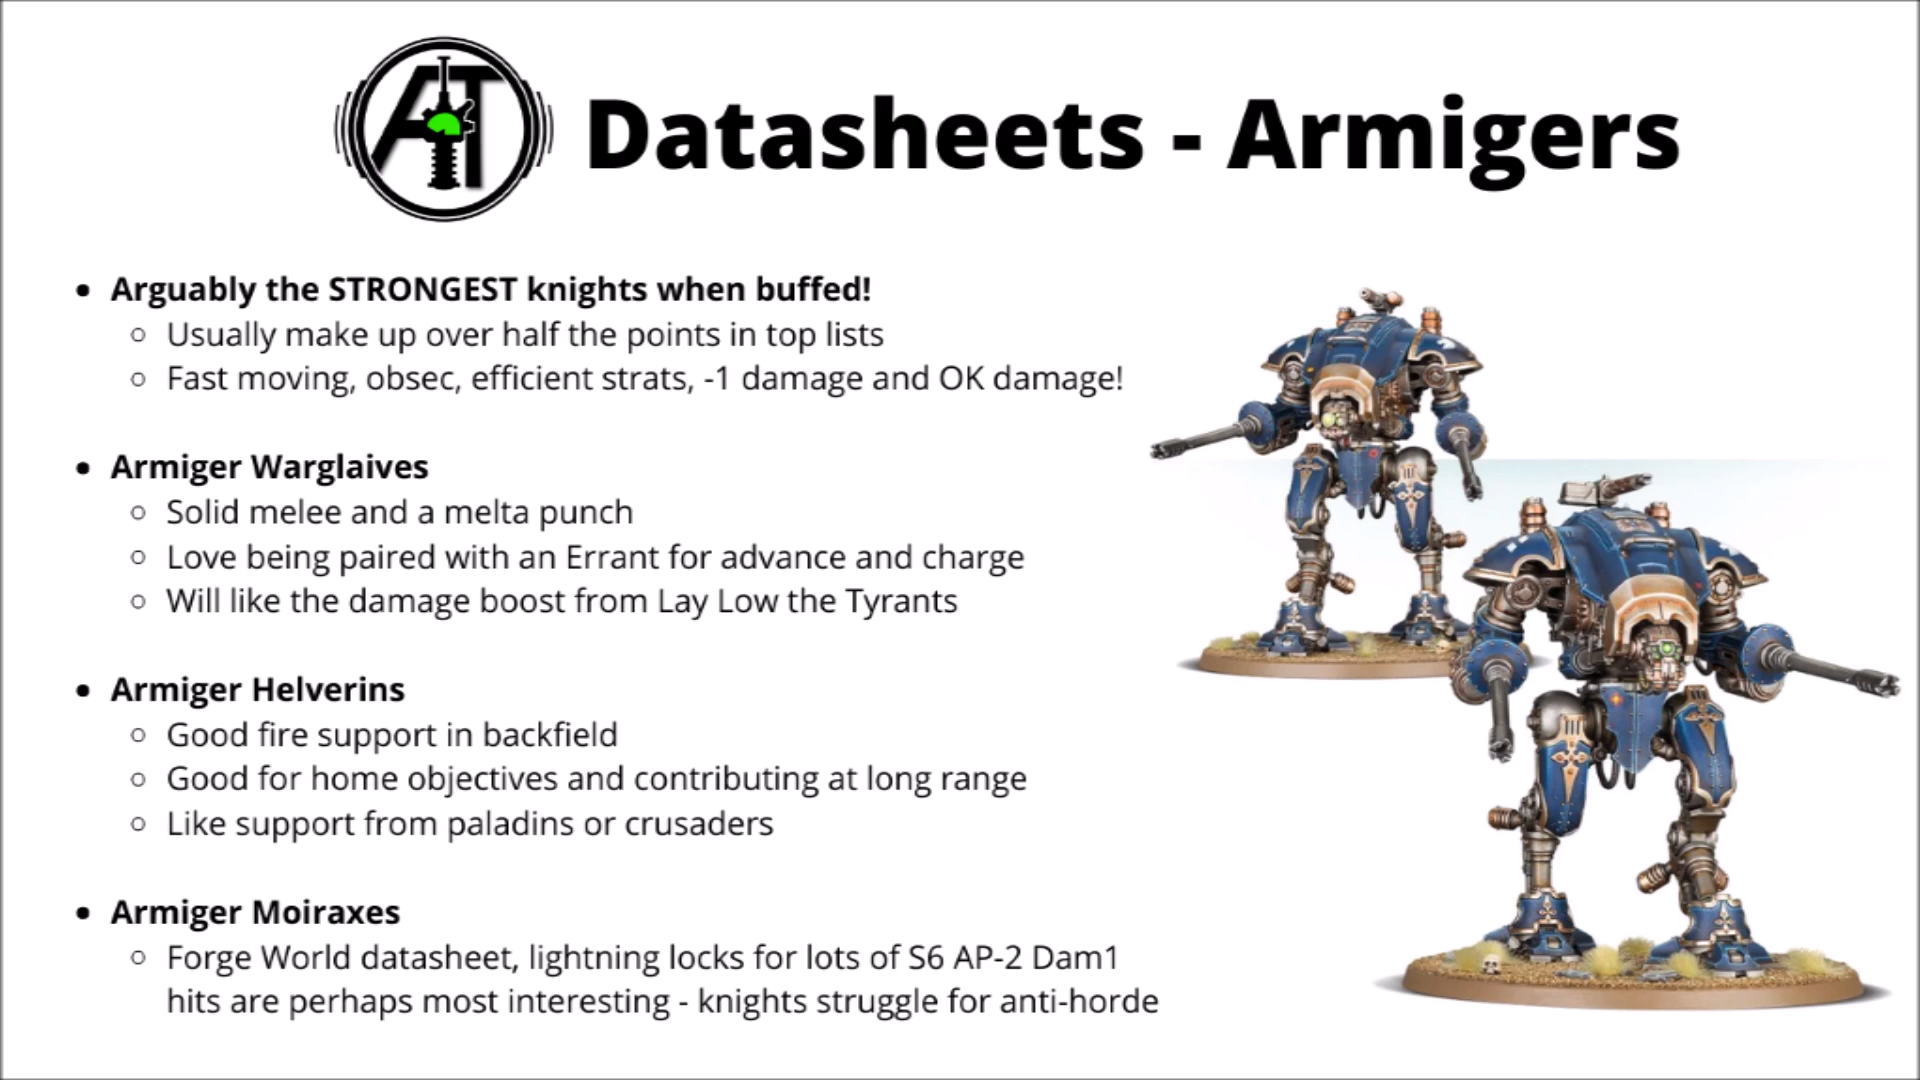 AT
Datasheets - Armigers
• Arguably the STRONGEST knights when buffed!
○ Usually make up over half the points in top lists
○ Fast moving, obsec, efficient strats, -1 damage and OK damage!
• Armiger Warglaives
○ Solid melee and a melta punch
○ Love being paired with an Errant for advance and charge
○ Will like the damage boost from Lay Low the Tyrants
• Armiger Helverins
○ Good fire support in backfield
○ Good for home objectives and contributing at long range
○ Like support from paladins or crusaders
• Armiger Moiraxes
○ Forge World datasheet, lightning locks for lots of S6 AP-2 Dam1
hits are perhaps most interesting - knights struggle for anti-horde